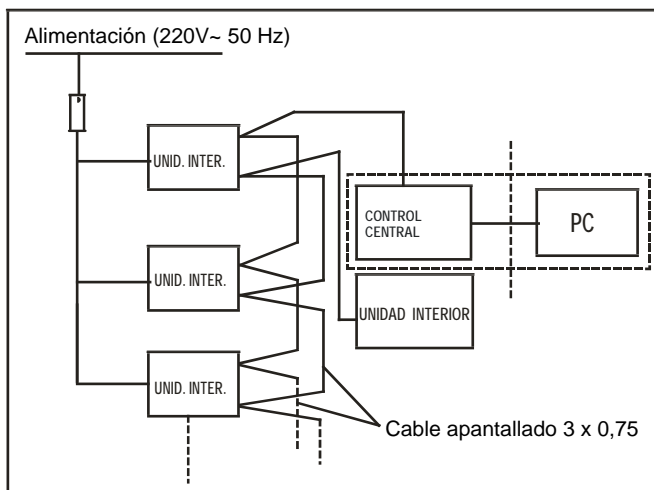 Alimentación (220V~ 50 Hz)
UNID. INTER.
CONTROL
CENTRAL
PC
UNID. INTER.
UNIDAD INTERIOR
UNID. INTER.
Cable apantallado 3 x 0,75